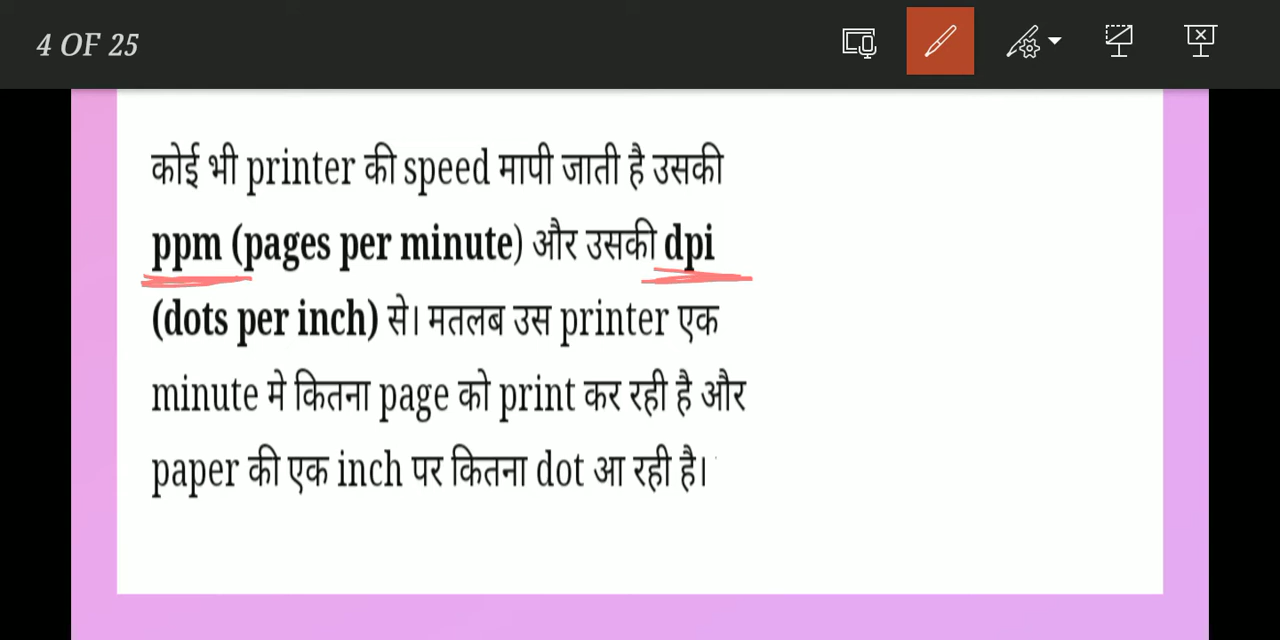 4 OF 25
कोई भी printer की speed मापी जाती है उसकी
ppm (pages per minute) और उसकी dpi
(dots per inch) से। मतलब उस printer एक
minute मे कितना page को print कर रही है और
paper की एक inch पर कितना dot आ रही है।